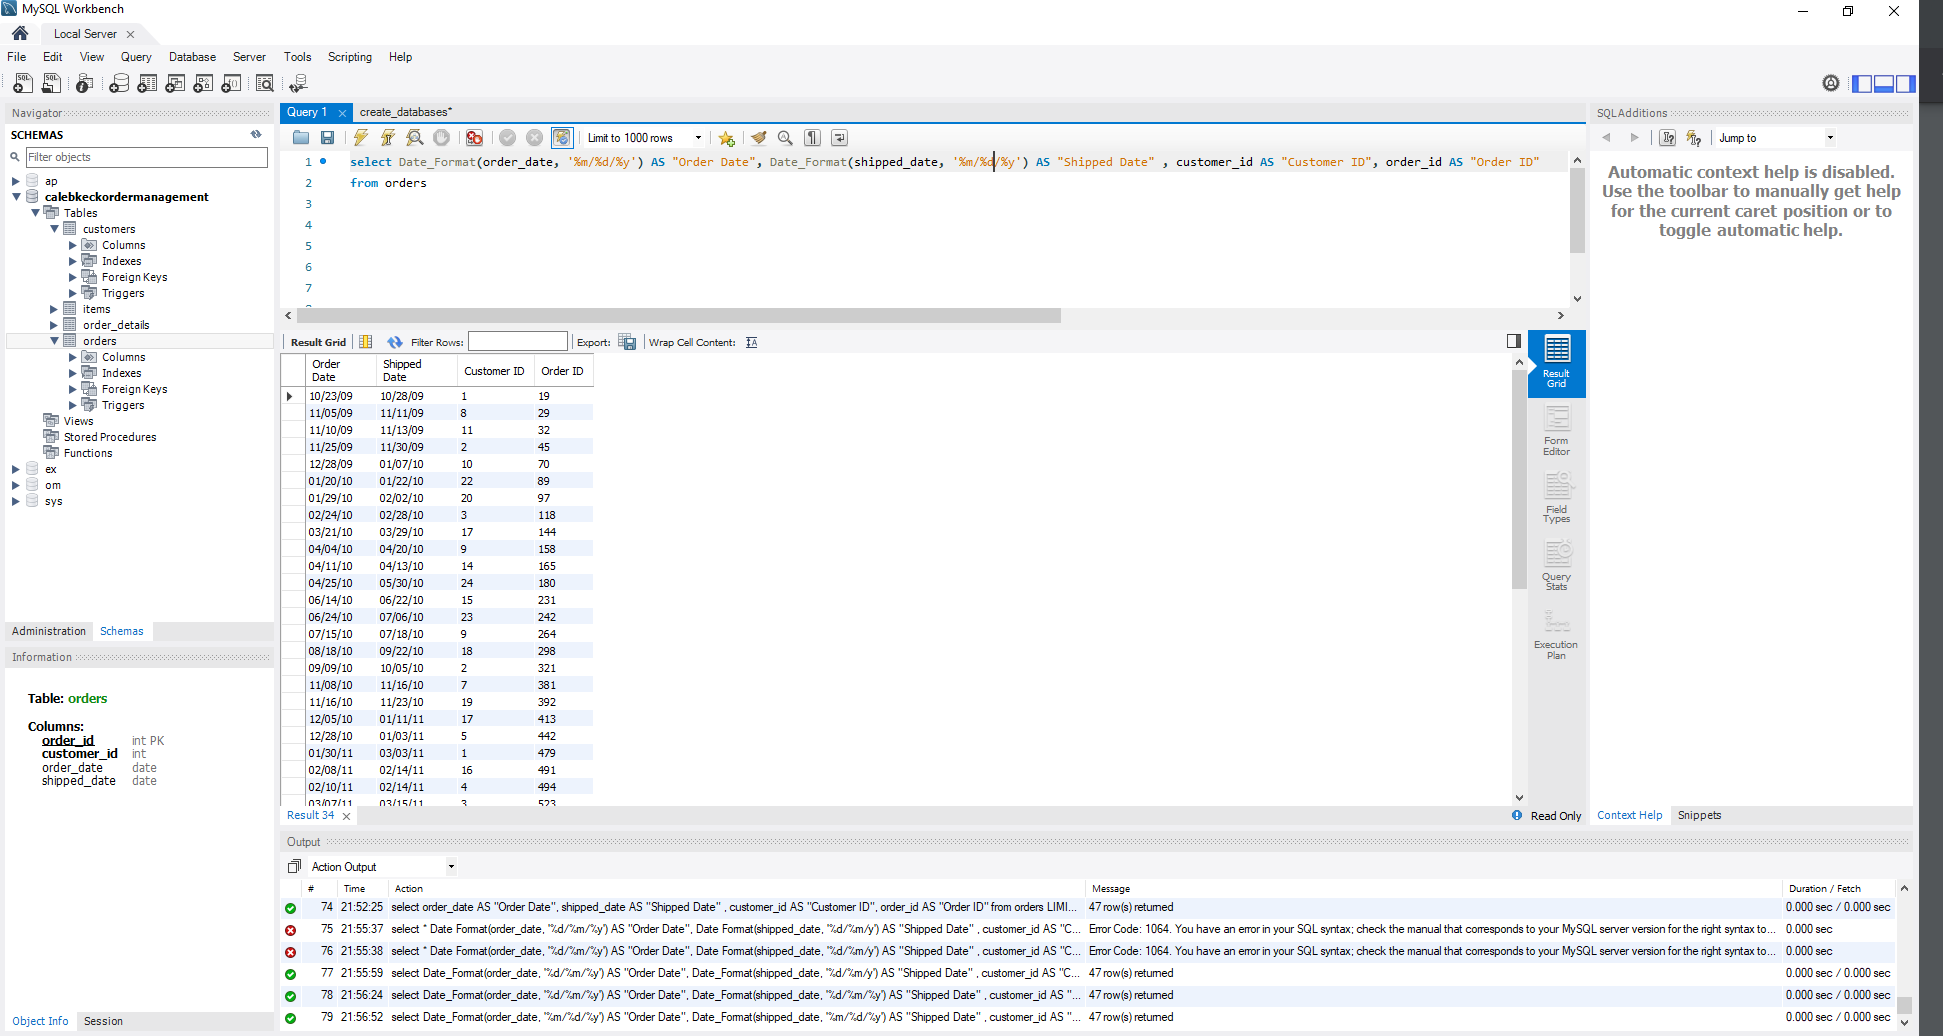 MySQL Workbench
Local Server
File Edit View Query Database Server Tools Scripting Help
Navigator
SCHEMAS
Filter objects
ap
calebkeckordermanagement
Tables
customers
Columns
Indexes
Foreign Keys
Triggers
items
order_details
orders
Columns
Indexes
Foreign Keys
Triggers
Views
Stored Procedures
Functions
ex
om
sys
Administration Schemas
Information
Table: orders
Columns:
order_id int PK
customer_id int
order_date date
shipped_date date
Object Info Session
Query 1 create_databases*
Limit to 1000 rows
1 select Date_Format(order_date, '%m/%d/%y') AS "Order Date", Date_Format(shipped_date, '%m/%d/%y') AS "Shipped Date" , customer_id AS "Customer ID", order_id AS "Order ID"
2 from orders
3
4
5
6
7
Result Grid Filter Rows: Export: Wrap Cell Content:
Order Date Shipped Date Customer ID Order ID
10/23/09 10/28/09 1 19
11/05/09 11/11/09 8 29
11/10/09 11/13/09 11 32
11/25/09 11/30/09 2 45
12/28/09 01/07/10 10 70
01/20/10 01/22/10 22 89
01/29/10 02/02/10 20 97
02/24/10 02/28/10 3 118
03/21/10 03/29/10 17 144
04/04/10 04/20/10 9 158
04/11/10 04/13/10 14 165
04/25/10 05/30/10 24 180
06/14/10 06/22/10 15 231
06/24/10 07/06/10 23 242
07/15/10 07/18/10 9 264
08/18/10 09/22/10 18 298
09/09/10 10/05/10 2 321
11/08/10 11/16/10 7 381
11/16/10 11/23/10 19 392
12/05/10 01/11/11 17 413
12/28/10 01/03/11 5 442
01/30/11 03/03/11 1 479
02/08/11 02/14/11 16 491
02/10/11 02/14/11 4 494
03/07/11 03/15/11 3 523
Result Grid
Form Editor
Field Types
Query Stats
Execution Plan
Result 34
Read Only
SQLAdditions
Jump to
Automatic context help is disabled.
Use the toolbar to manually get help
for the current caret position or to
toggle automatic help.
Context Help Snippets
Output
Action Output
# Time Action Message Duration / Fetch
74 21:52:25 select order_date AS "Order Date", shipped_date AS "Shipped Date" , customer_id AS "Customer ID", order_id AS "Order ID" from orders LIMI... 47 row(s) returned 0.000 sec / 0.000 sec
75 21:55:37 select * Date Format(order_date, '%d/%m/%y') AS "Order Date", Date Format(shipped_date, '%d/%m/y') AS "Shipped Date" , customer_id AS "C... Error Code: 1064. You have an error in your SQL syntax; check the manual that corresponds to your MySQL server version for the right syntax to... 0.000 sec
76 21:55:38 select * Date Format(order_date, '%d/%m/%y') AS "Order Date", Date Format(shipped_date, '%d/%m/y') AS "Shipped Date" , customer_id AS "C... Error Code: 1064. You have an error in your SQL syntax; check the manual that corresponds to your MySQL server version for the right syntax to... 0.000 sec
77 21:55:59 select Date_Format(order_date, '%d/%m/%y') AS "Order Date", Date_Format(shipped_date, '%d/%m/y') AS "Shipped Date" , customer_id AS "C... 47 row(s) returned 0.000 sec / 0.000 sec
78 21:56:24 select Date_Format(order_date, '%d/%m/%y') AS "Order Date", Date_Format(shipped_date, '%d/%m/%y') AS "Shipped Date" , customer_id AS "... 47 row(s) returned 0.000 sec / 0.000 sec
79 21:56:52 select Date_Format(order_date, '%m/%d/%y') AS "Order Date", Date_Format(shipped_date, '%m/%d/%y') AS "Shipped Date" , customer_id AS "... 47 row(s) returned 0.000 sec / 0.000 sec